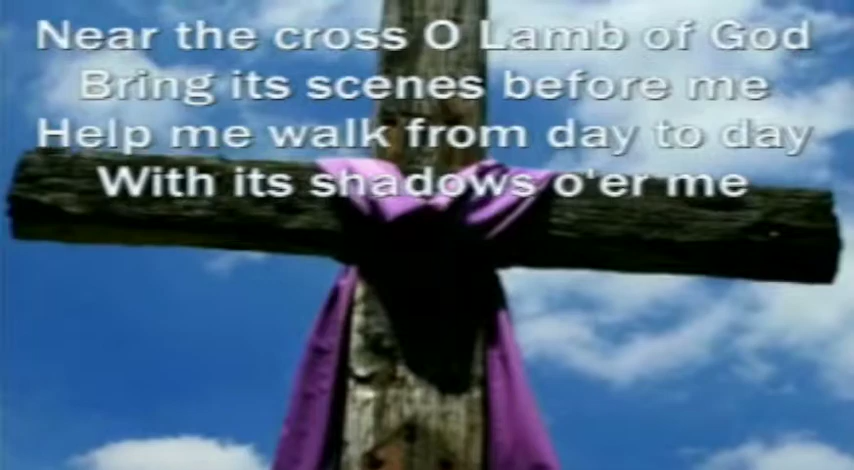 Near the cross O Lamb of God
Bring its scenes before me
Help me walk from day to day
With its shadows o'er me